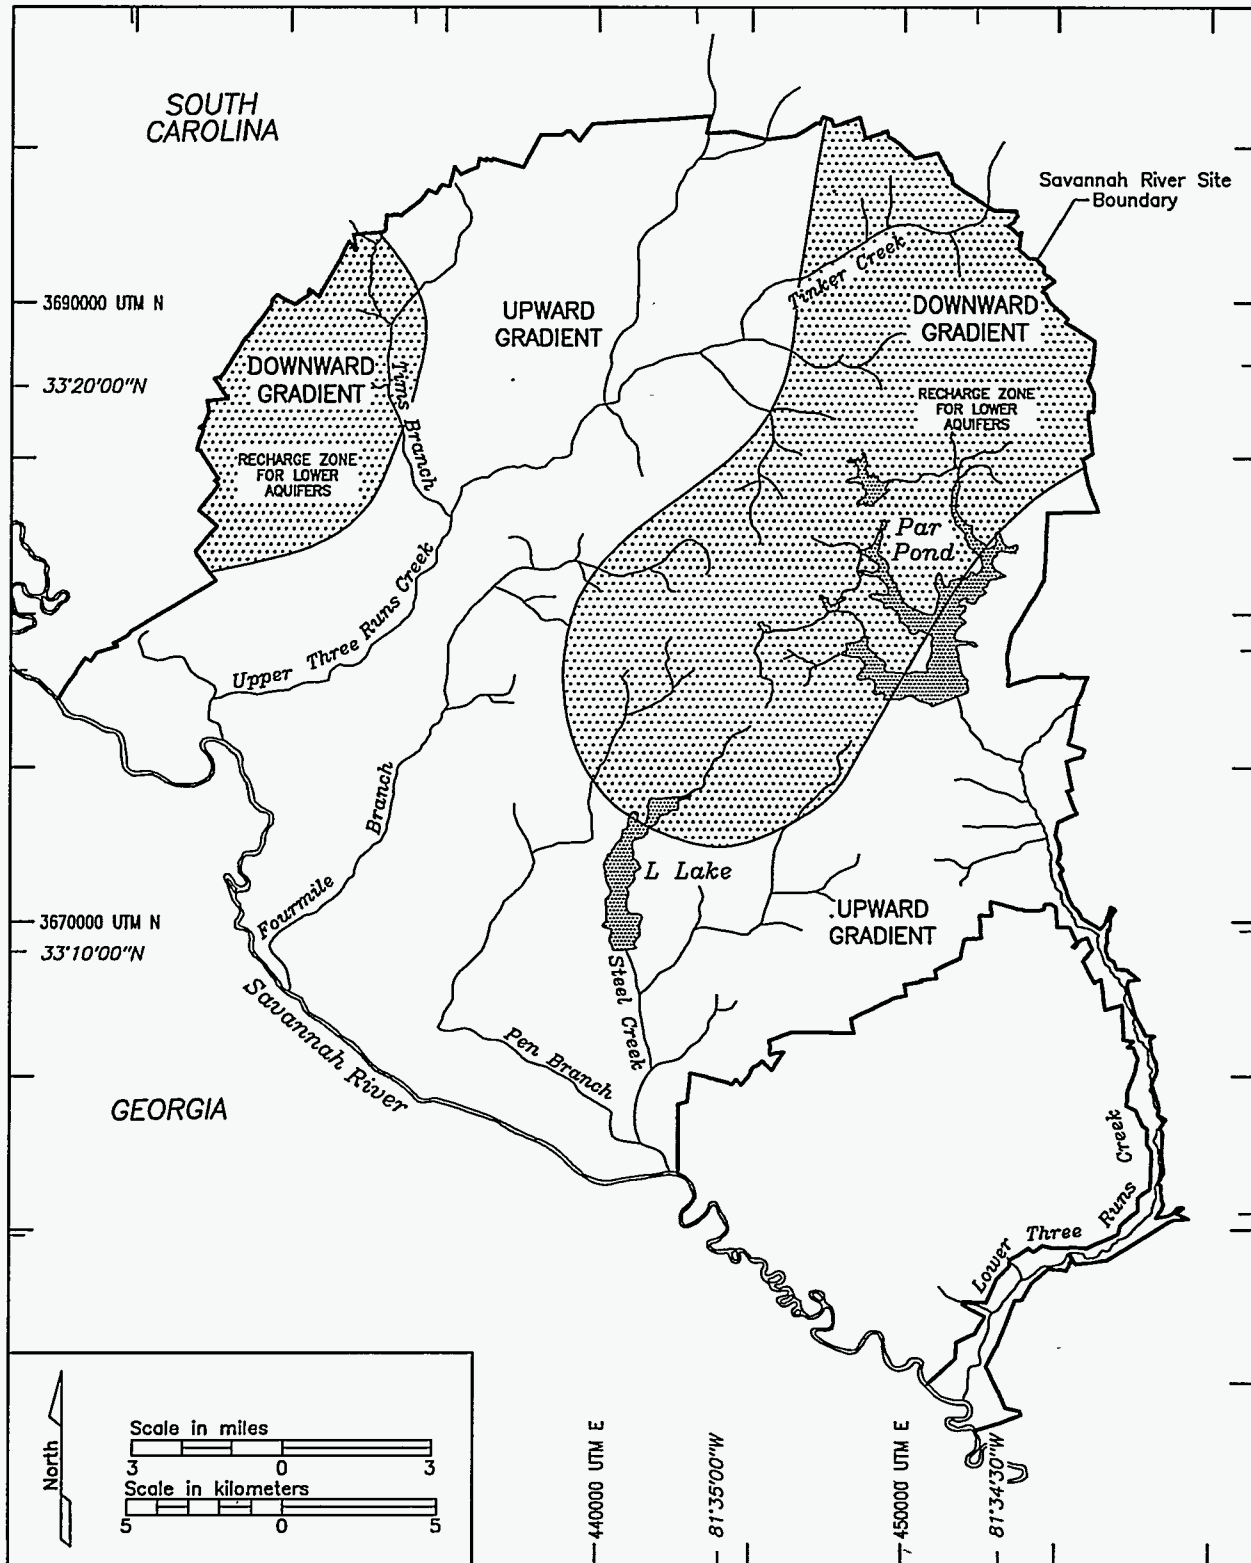 SOUTH
CAROLINA
Savannah River Site
Boundary
3690000 UTM N
33°20'00"N
UPWARD
GRADIENT
Tinker Creek
DOWNWARD
GRADIENT
DOWNWARD
GRADIENT
Tims Branch
RECHARGE ZONE
FOR LOWER
AQUIFERS
RECHARGE ZONE
FOR LOWER
AQUIFERS
Par
Pond
Upper Three Runs Creek
Fourmile Branch
L Lake
3670000 UTM N
33°10'00"N
UPWARD
GRADIENT
Steel Creek
Savannah River
Pen Branch
GEORGIA
Lower Three Runs Creek
North
Scale in miles
3 0 3
Scale in kilometers
5 0 5
440000 UTM E
81°35'00"W
450000 UTM E
81°34'30"W